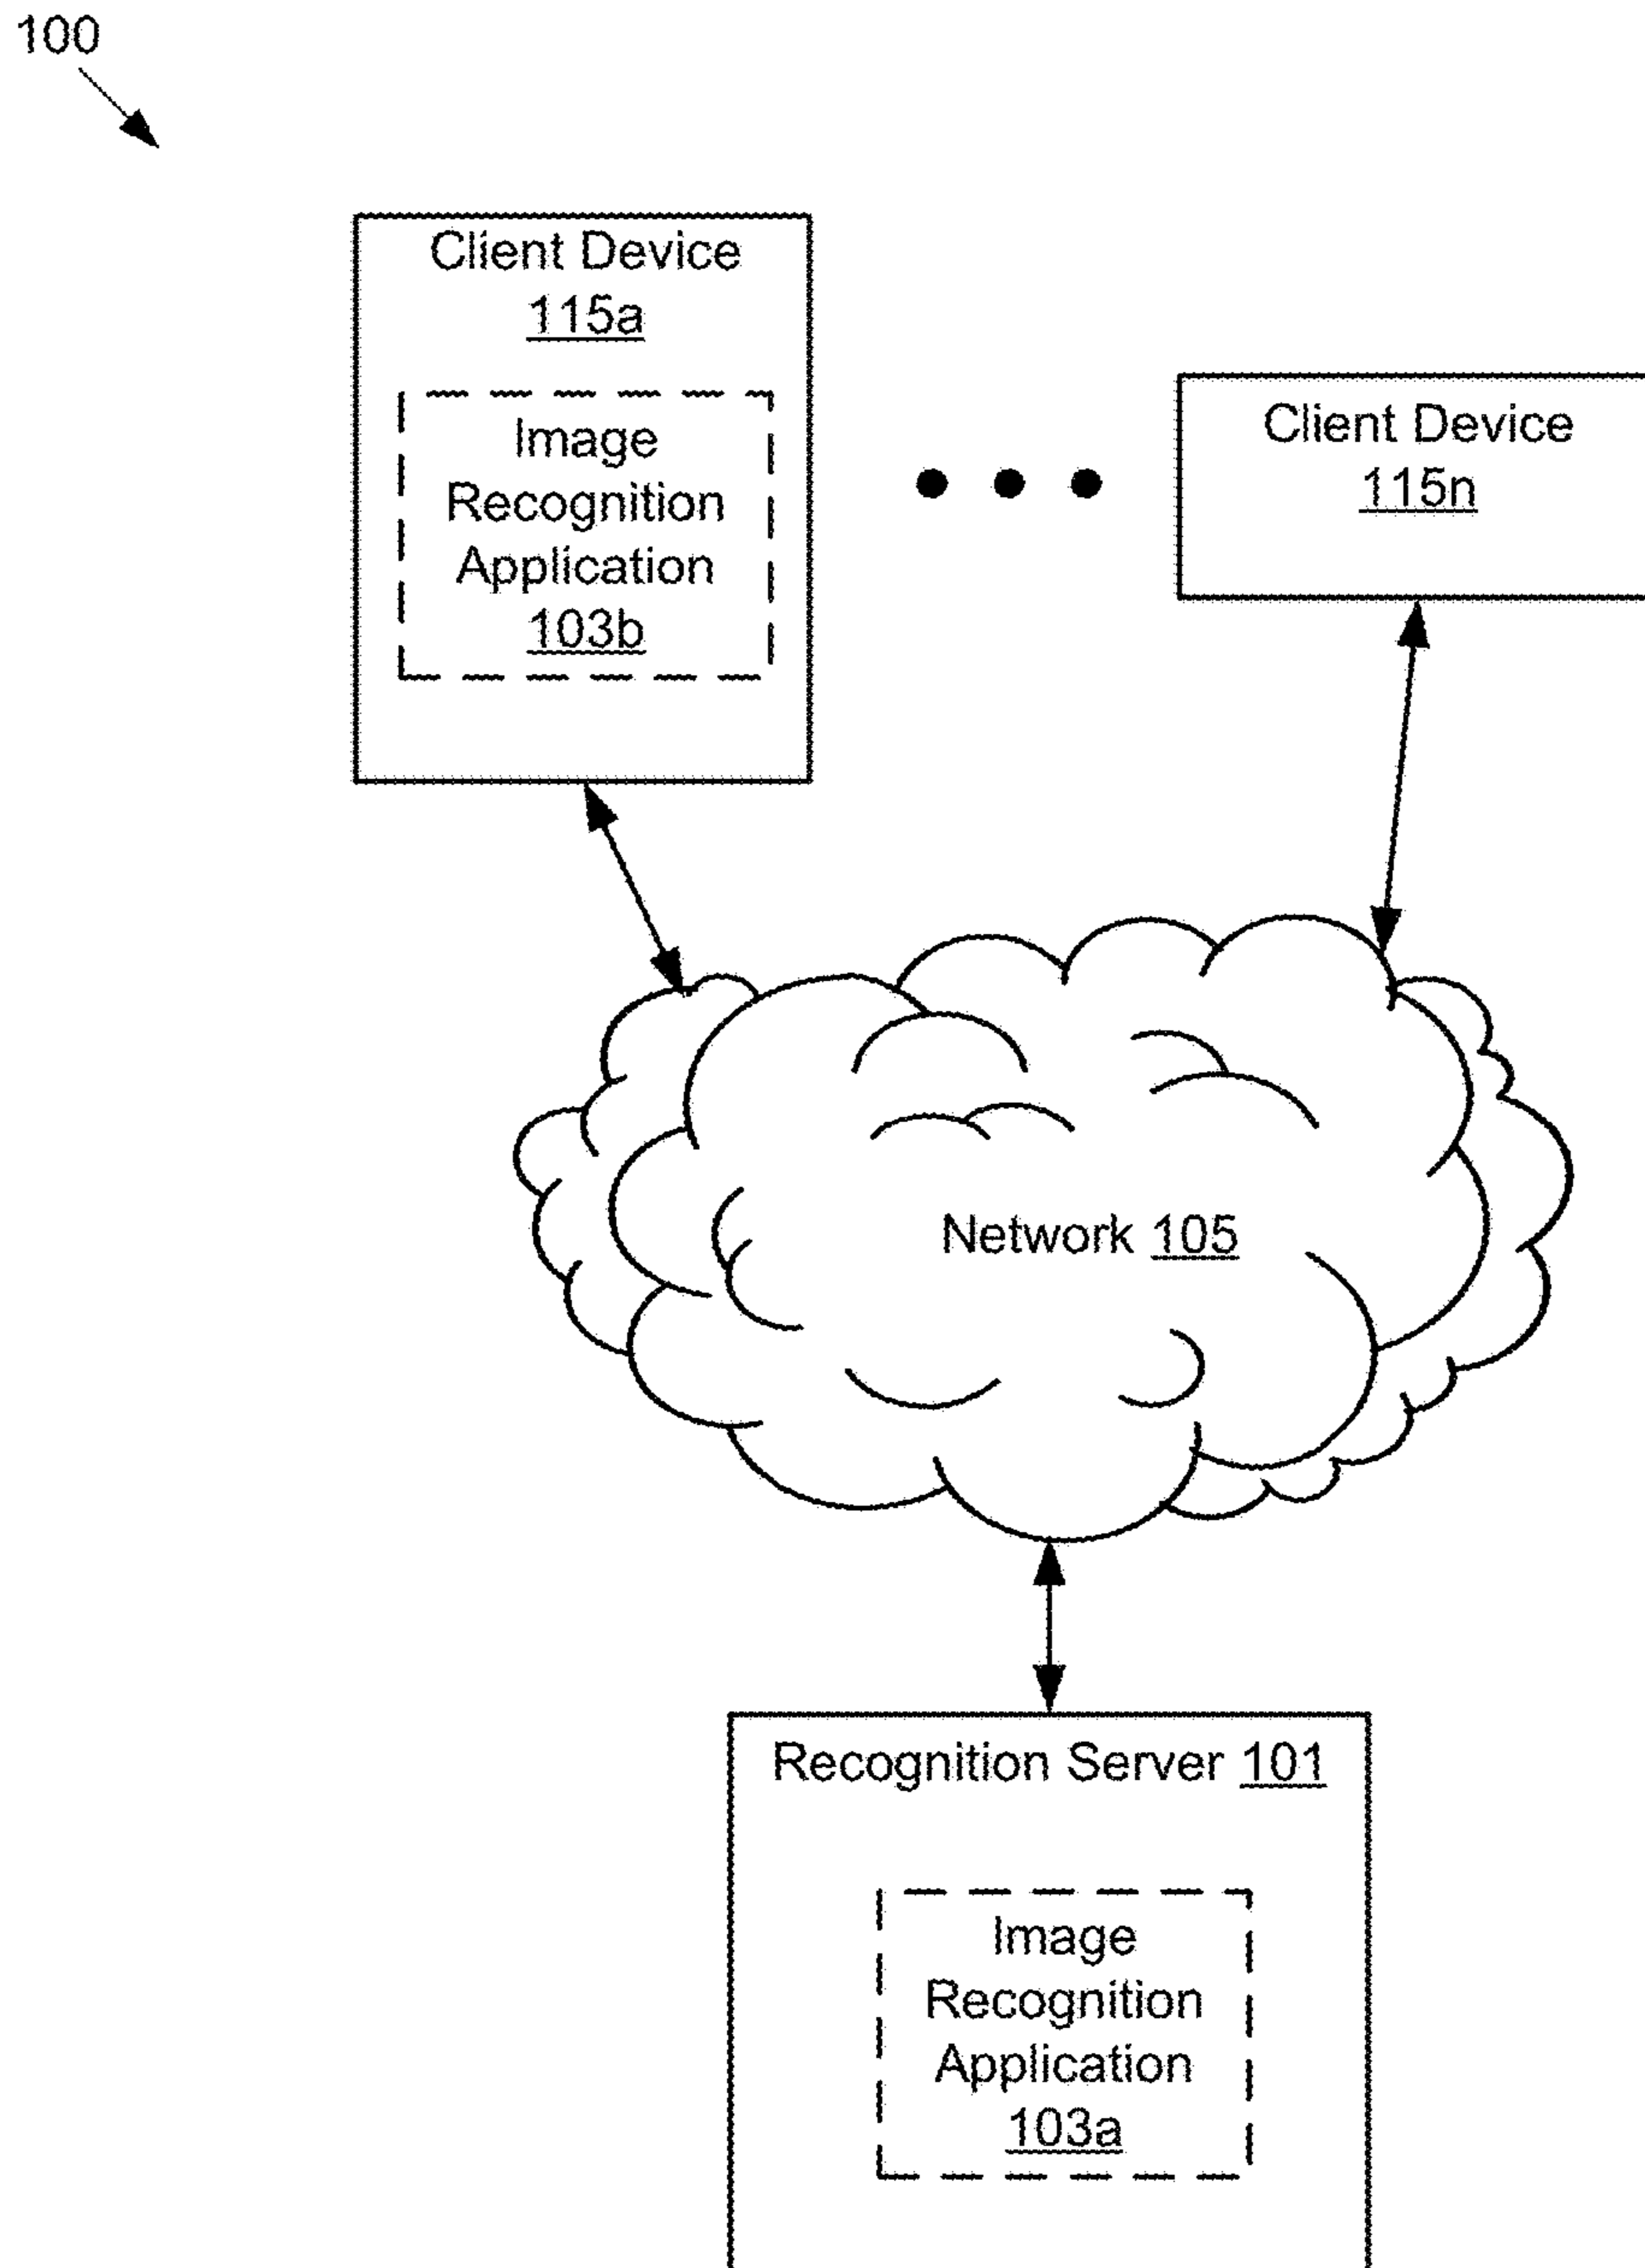 100
Client Device
115a
Image
Recognition
Application
103b
Client Device
115n
Network 105
Recognition Server 101
Image
Recognition
Application
103a